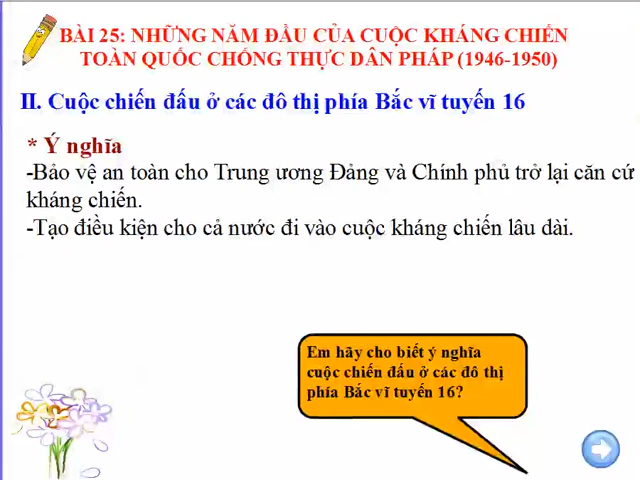 BÀI 25: NHỮNG NĂM ĐẦU CỦA CUỘC KHÁNG CHIẾN
TOÀN QUỐC CHỐNG THỰC DÂN PHÁP (1946-1950)
II. Cuộc chiến đấu ở các đô thị phía Bắc vĩ tuyến 16
* Ý nghĩa
-Bảo vệ an toàn cho Trung ương Đảng và Chính phủ trở lại căn cứ
kháng chiến.
-Tạo điều kiện cho cả nước đi vào cuộc kháng chiến lâu dài.
Em hãy cho biết ý nghĩa
cuộc chiến đấu ở các đô thị
phía Bắc vĩ tuyến 16?